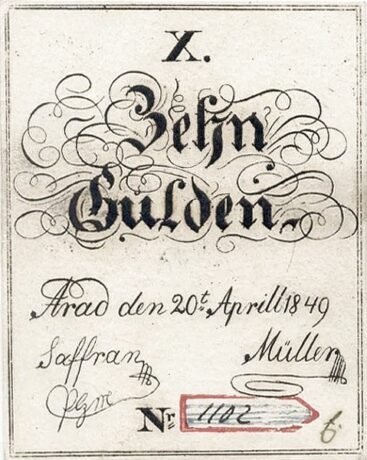 X.
Zehn
Gulden
Arad den 20t. Aprill 1849
Saffran Müller
Nr. 1102